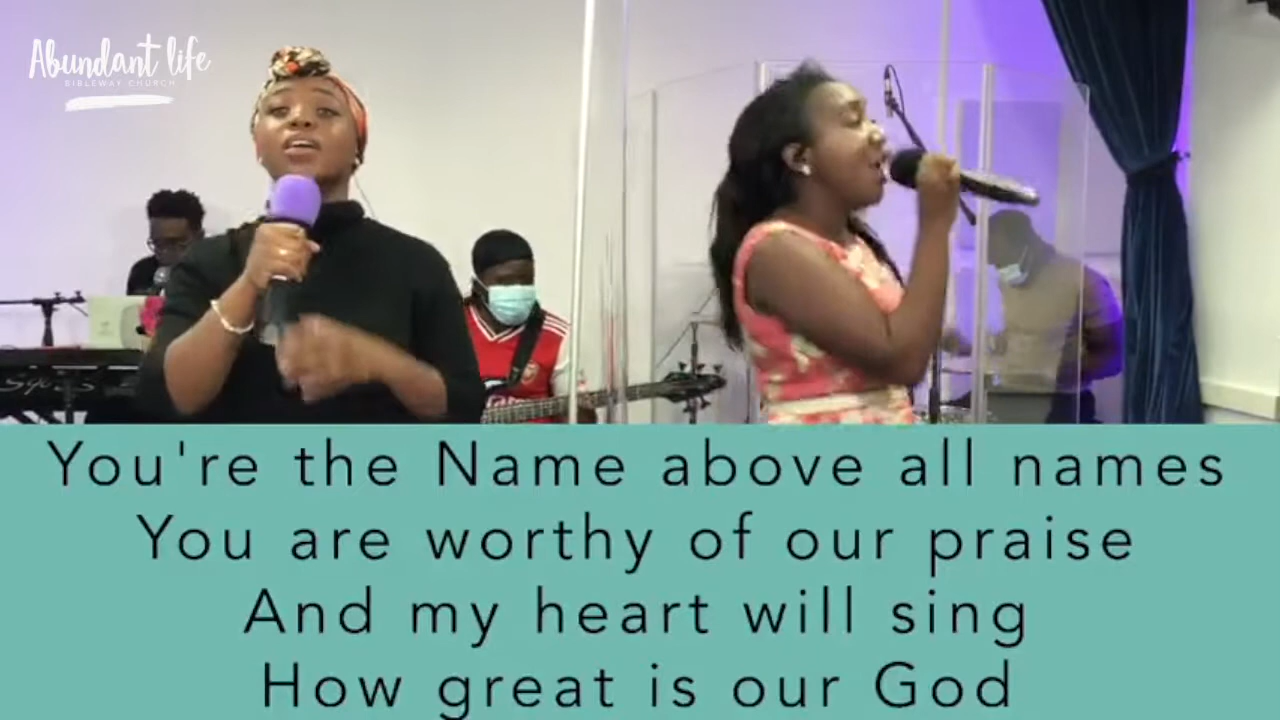 Abundant life
BIBLEWAY CHURCH
You're the Name above all names
You are worthy of our praise
And my heart will sing
How great is our God